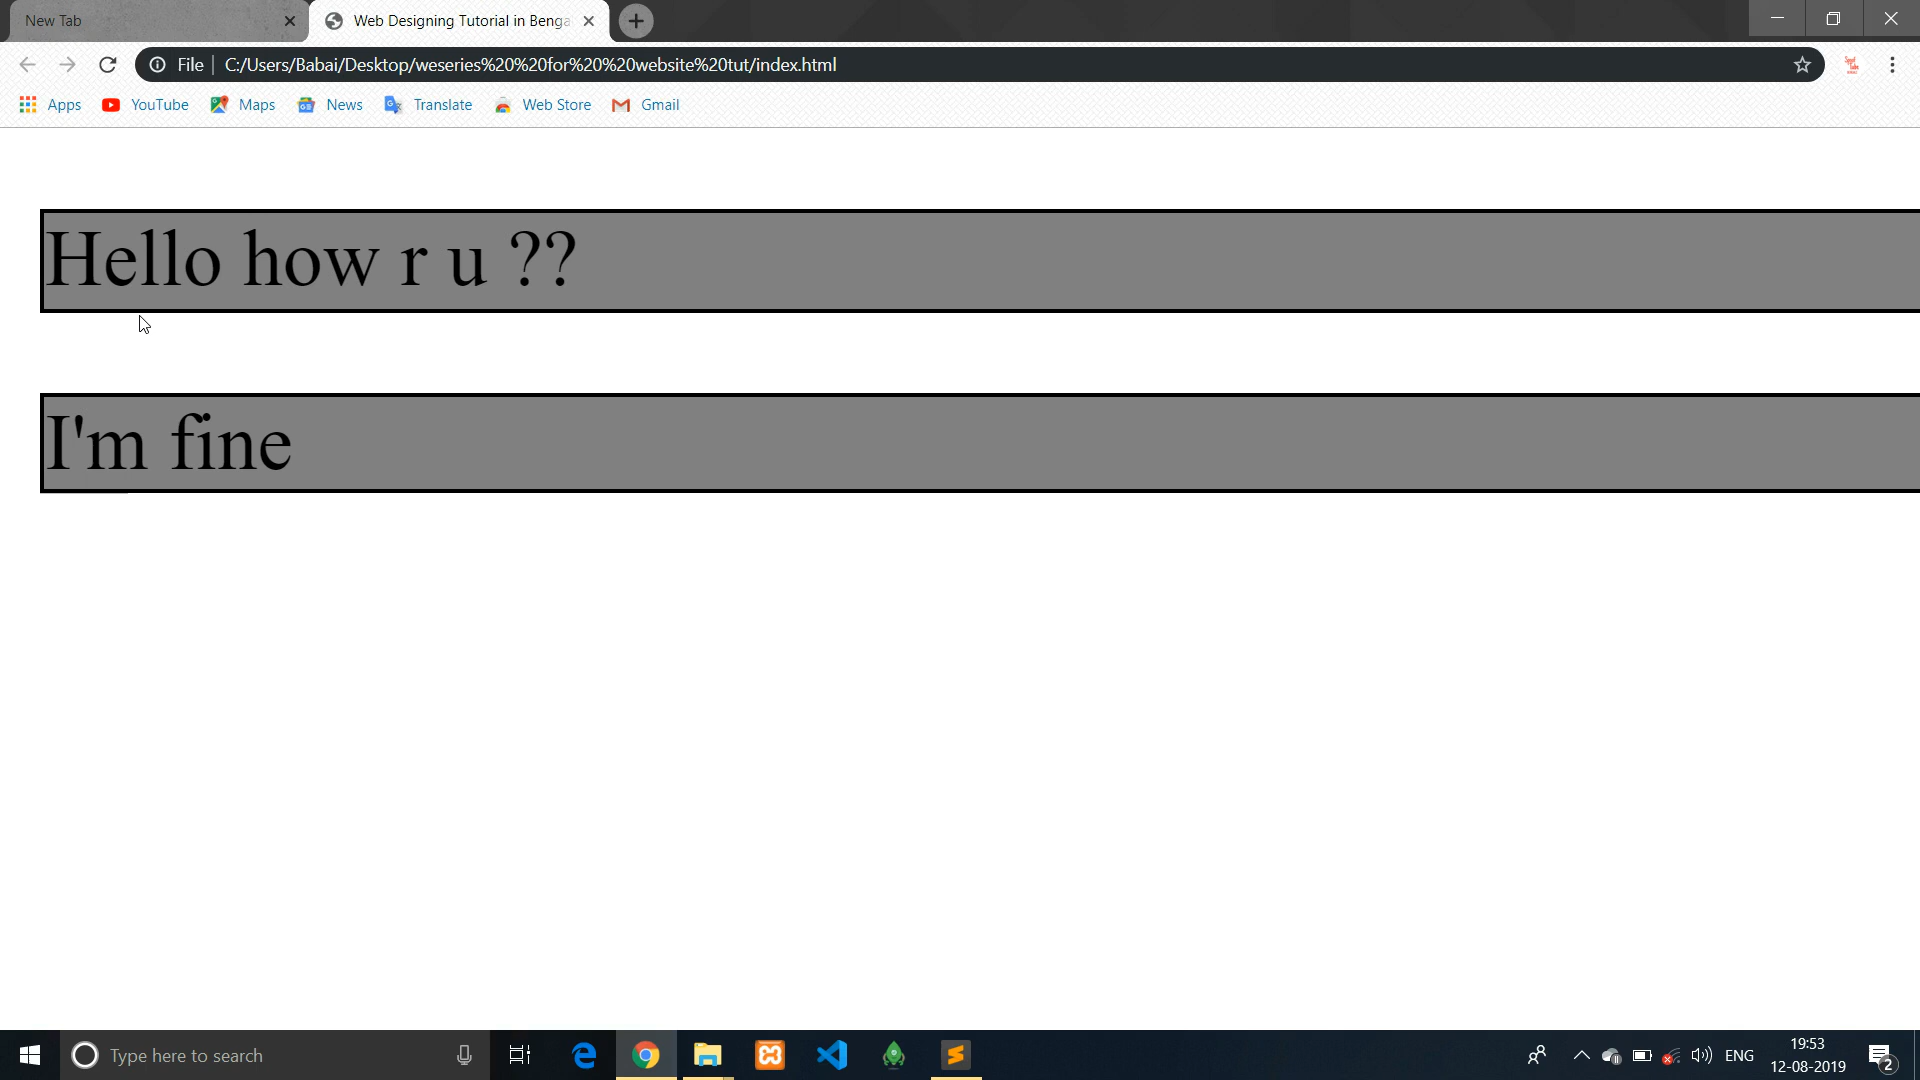 New Tab
Web Designing Tutorial in Benga
File | C:/Users/Babai/Desktop/weseries%20%20for%20%20website%20tut/index.html
Apps YouTube Maps News Translate Web Store Gmail
Hello how r u ??
I'm fine
Type here to search
ENG
19:53
12-08-2019
2